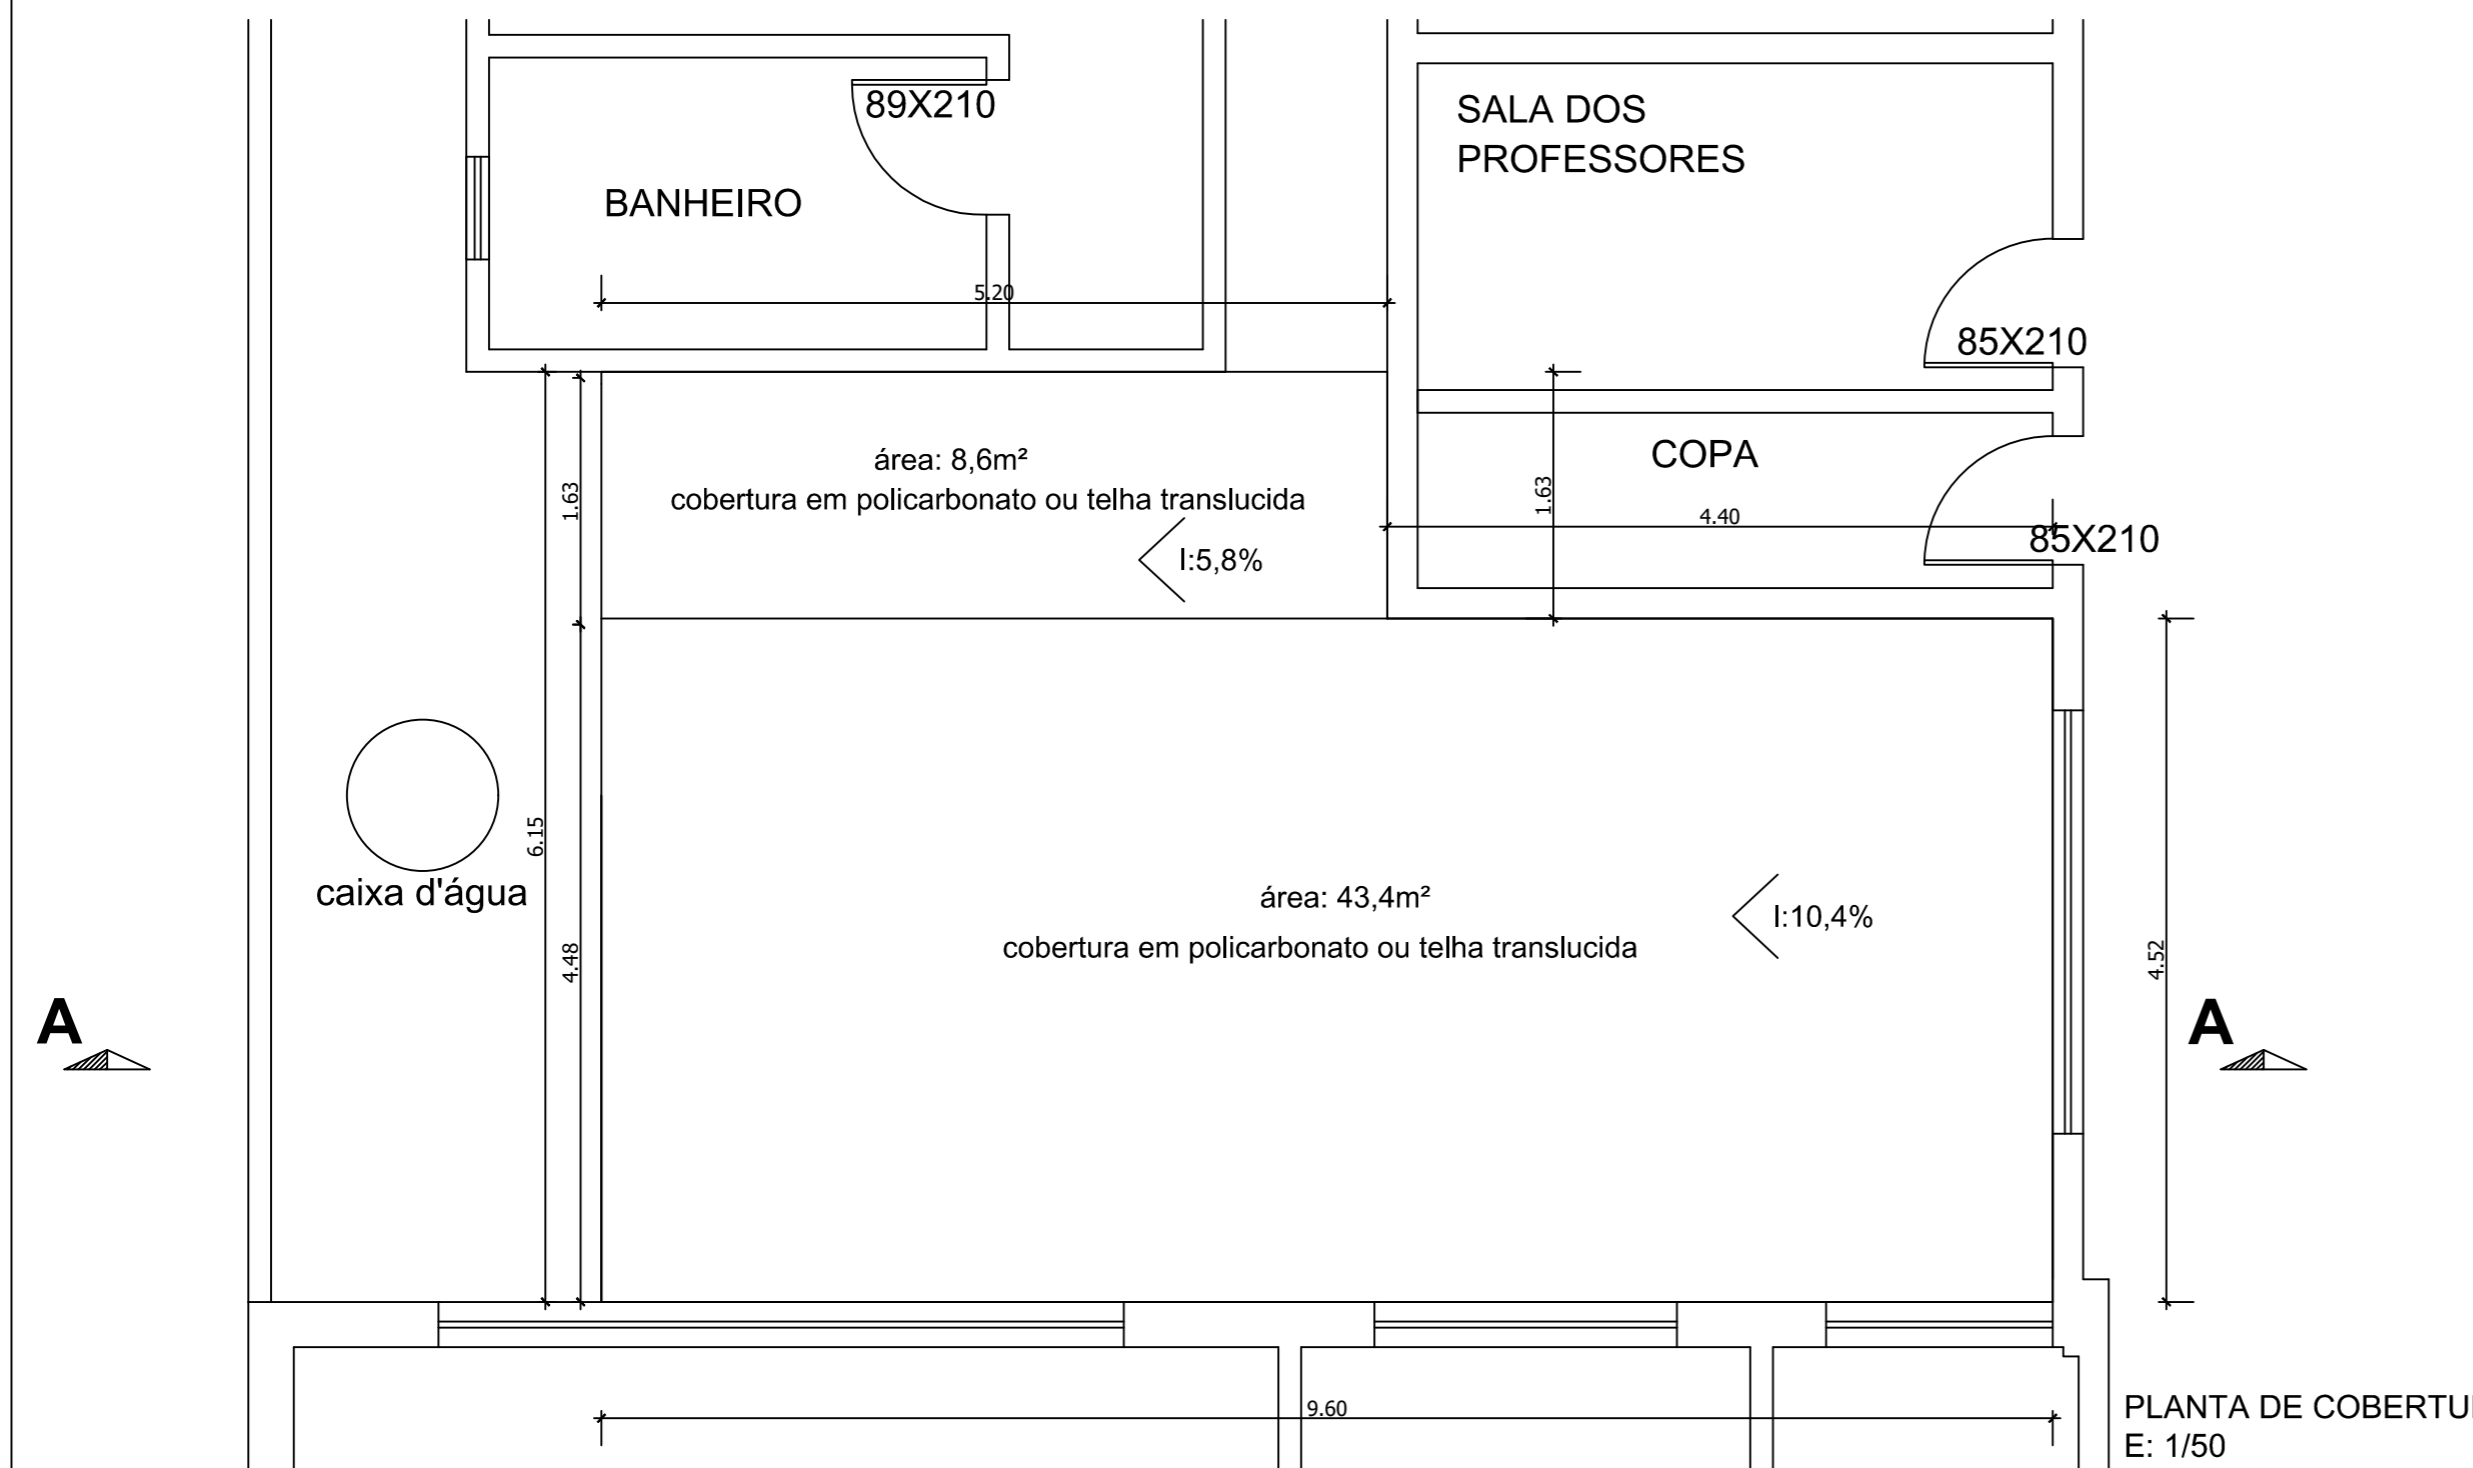 89X210
SALA DOS
PROFESSORES
BANHEIRO
5.20
85X210
área: 8,6m²
cobertura em policarbonato ou telha translucida
I:5,8%
1.63
1.63
COPA
4.40
85X210
caixa d'água
6.15
4.48
área: 43,4m²
cobertura em policarbonato ou telha translucida
I:10,4%
4.52
A
A
9.60
PLANTA DE COBERTU
E: 1/50